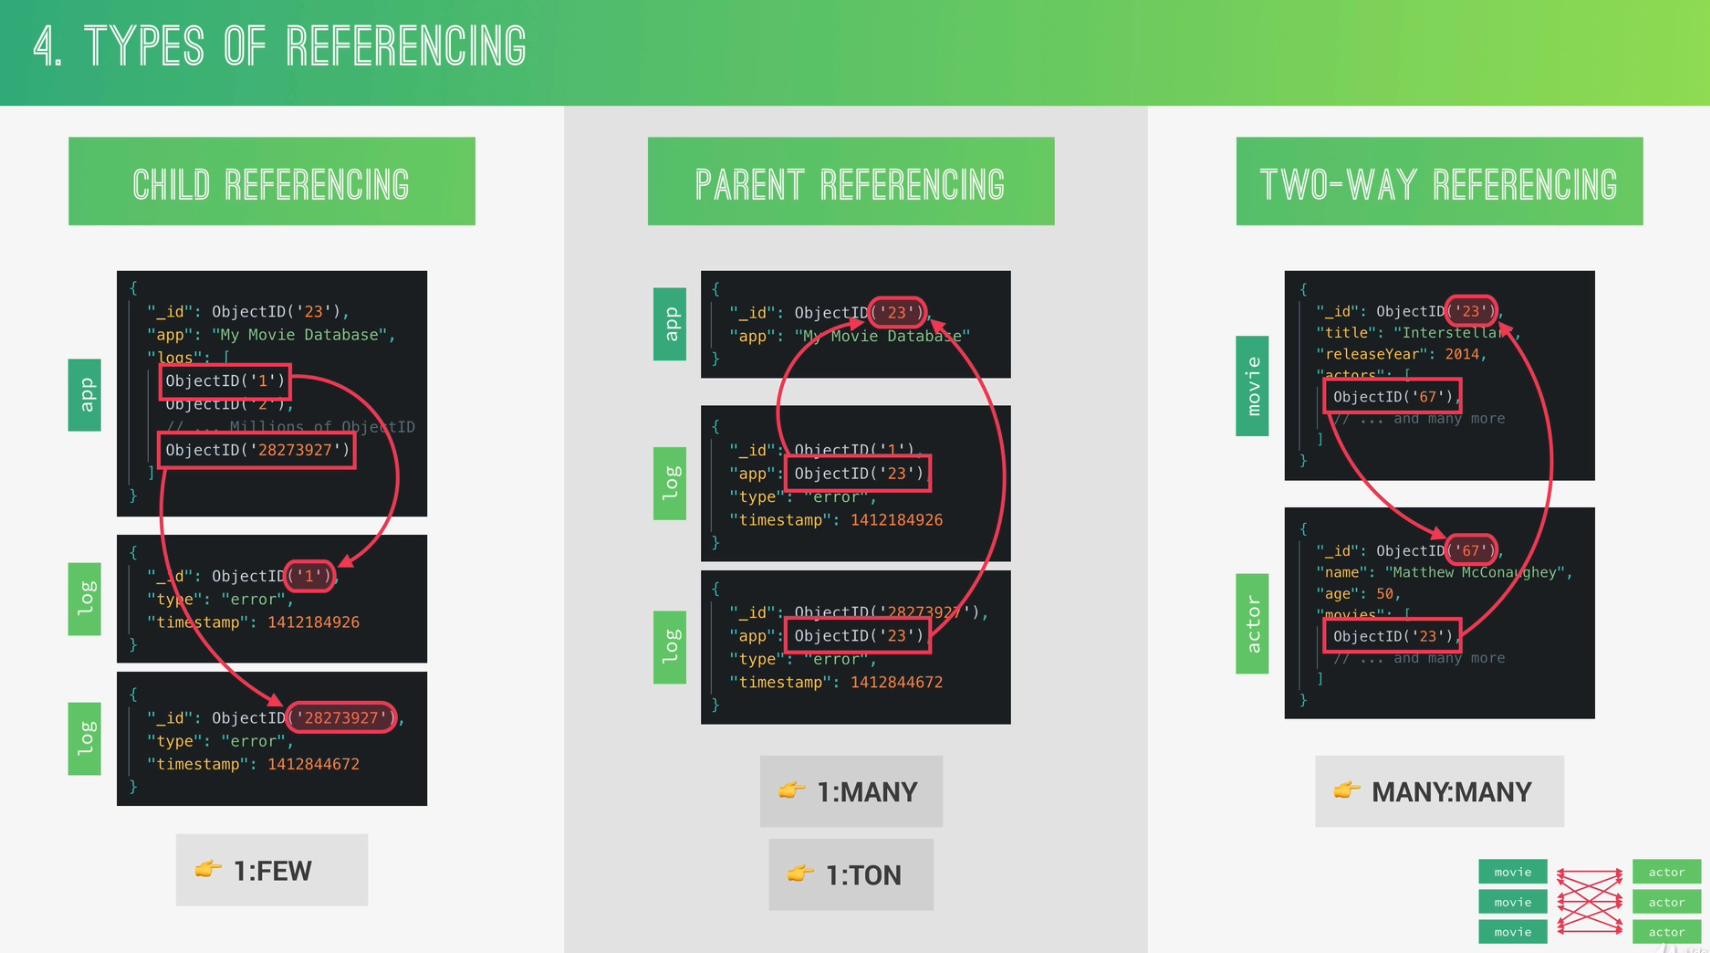 4. TYPES OF REFERENCING
CHILD REFERENCING
app
{
"_id": ObjectID('23'),
"app": "My Movie Database",
"logs": [
ObjectID('1')
ObjectID('2'),
// ... Millions of ObjectID
ObjectID('28273927')
]
}
log
{
"_id": ObjectID('1'),
"type": "error",
"timestamp": 1412184926
}
log
{
"_id": ObjectID('28273927'),
"type": "error",
"timestamp": 1412844672
}
👉 1:FEW
PARENT REFERENCING
app
{
"_id": ObjectID('23'),
"app": "My Movie Database"
}
log
{
"_id": ObjectID('1'),
"app": ObjectID('23')
"type": "error",
"timestamp": 1412184926
}
log
{
"_id": ObjectID('28273927'),
"app": ObjectID('23'),
"type": "error",
"timestamp": 1412844672
}
👉 1:MANY
👉 1:TON
TWO-WAY REFERENCING
movie
{
"_id": ObjectID('23'),
"title": "Interstellar",
"releaseYear": 2014,
"actors": [
ObjectID('67'),
// ... and many more
]
}
actor
{
"_id": ObjectID('67'),
"name": "Matthew McConaughey",
"age": 50,
"movies": [
ObjectID('23'),
// ... and many more
]
}
👉 MANY:MANY
movie actor
movie actor
movie actor